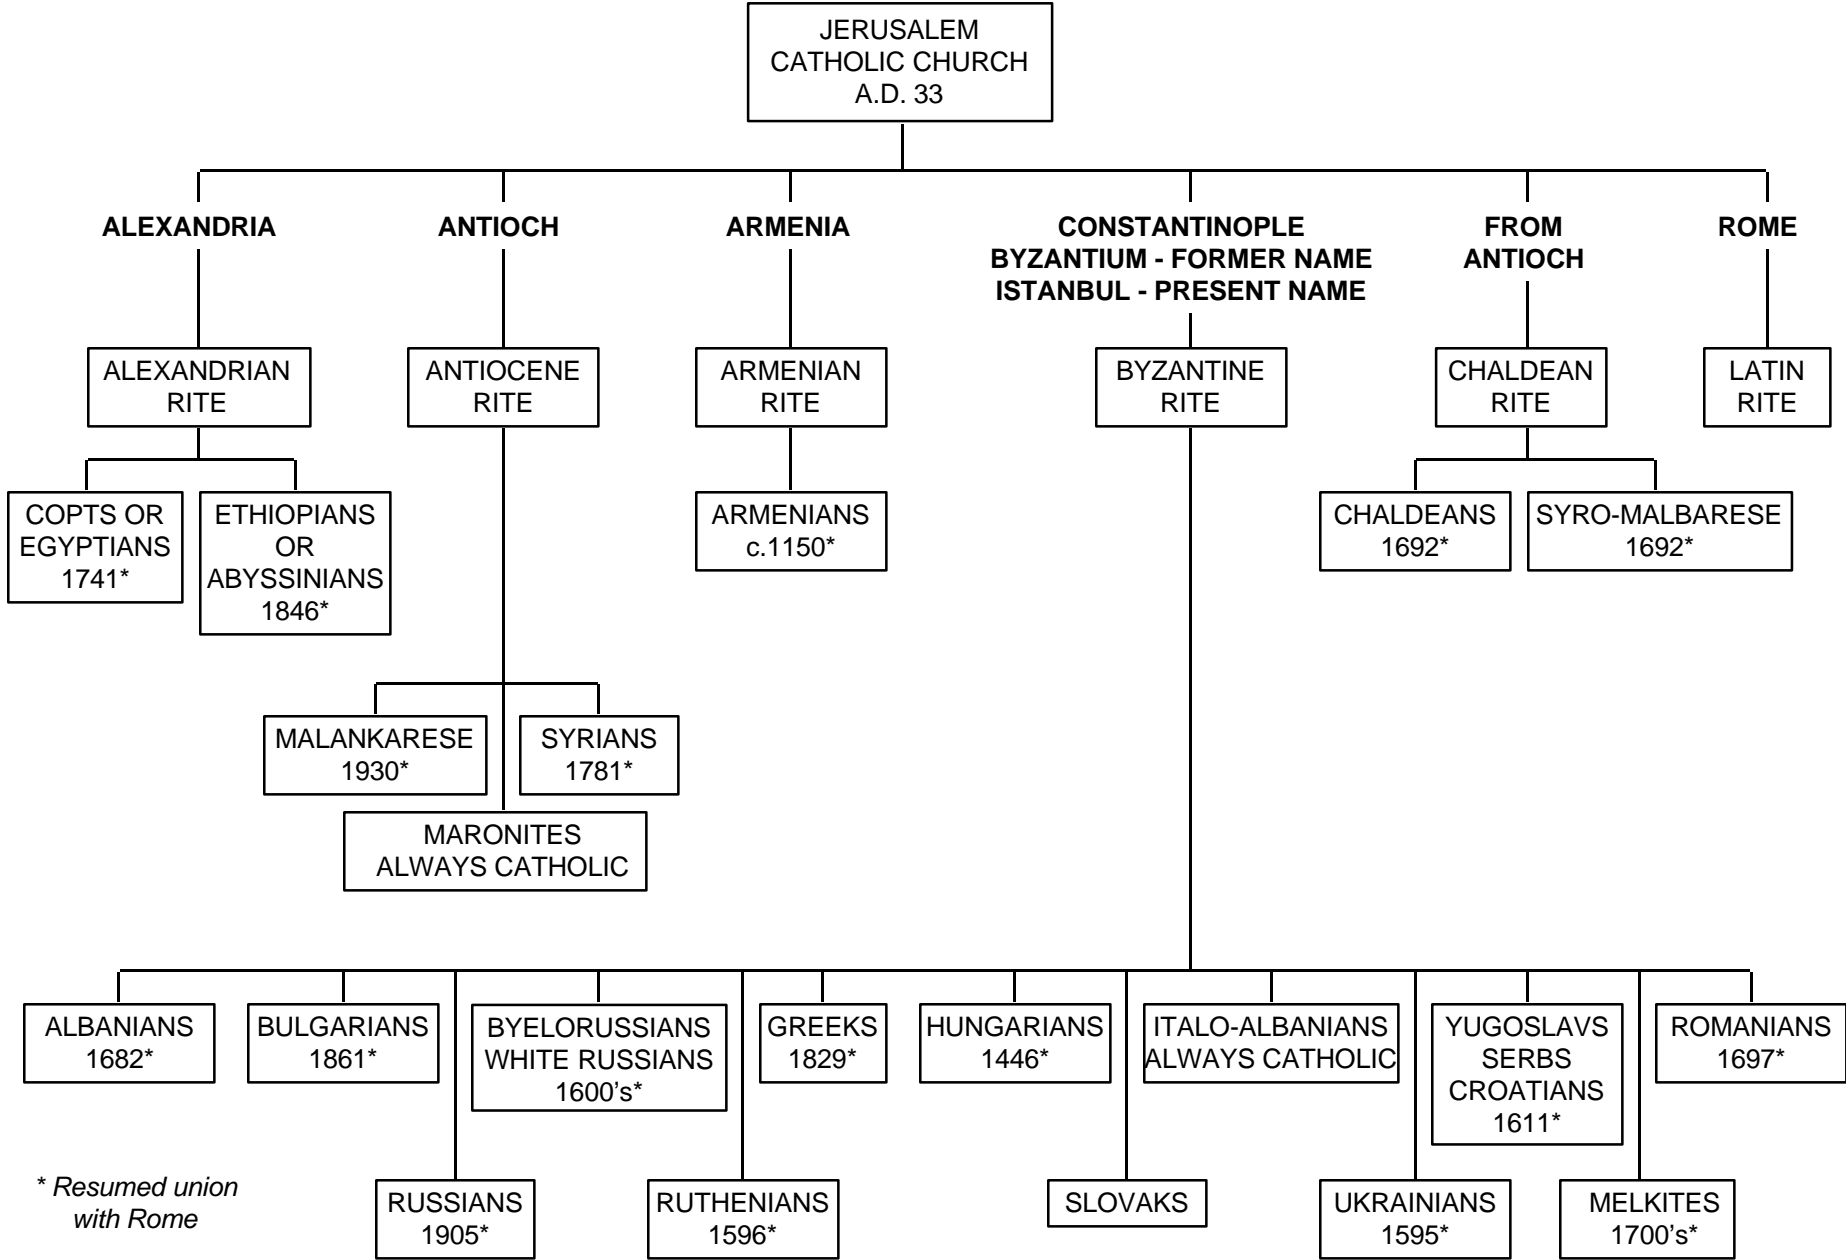 JERUSALEM
CATHOLIC CHURCH
A.D. 33
ALEXANDRIA
ANTIOCH
ARMENIA
CONSTANTINOPLE
BYZANTIUM - FORMER NAME
ISTANBUL - PRESENT NAME
FROM
ANTIOCH
ROME
ALEXANDRIAN
RITE
ANTIOCENE
RITE
ARMENIAN
RITE
BYZANTINE
RITE
CHALDEAN
RITE
LATIN
RITE
COPTS OR
EGYPTIANS
1741*
ETHIOPIANS
OR
ABYSSINIANS
1846*
ARMENIANS
c.1150*
CHALDEANS
1692*
SYRO-MALBARESE
1692*
MALANKARESE
1930*
SYRIANS
1781*
MARONITES
ALWAYS CATHOLIC
ALBANIANS
1682*
BULGARIANS
1861*
BYELORUSSIANS
WHITE RUSSIANS
1600’s*
GREEKS
1829*
HUNGARIANS
1446*
ITALO-ALBANIANS
ALWAYS CATHOLIC
YUGOSLAVS
SERBS
CROATIANS
1611*
ROMANIANS
1697*
* Resumed union
with Rome
RUSSIANS
1905*
RUTHENIANS
1596*
SLOVAKS
UKRAINIANS
1595*
MELKITES
1700’s*